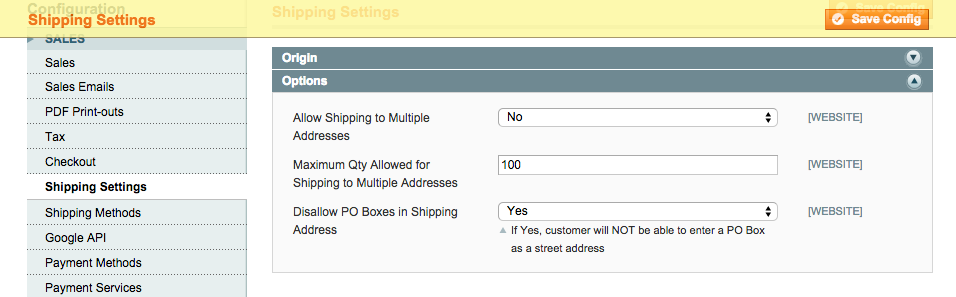 Configuration
Shipping Settings
Shipping Settings
Save Config
Save Config
SALES
Sales
Sales Emails
PDF Print-outs
Tax
Checkout
Shipping Settings
Shipping Methods
Google API
Payment Methods
Payment Services
Origin
Options
Allow Shipping to Multiple
Addresses
No
[WEBSITE]
Maximum Qty Allowed for
Shipping to Multiple Addresses
100
[WEBSITE]
Disallow PO Boxes in Shipping
Address
Yes
[WEBSITE]
If Yes, customer will NOT be able to enter a PO Box
as a street address